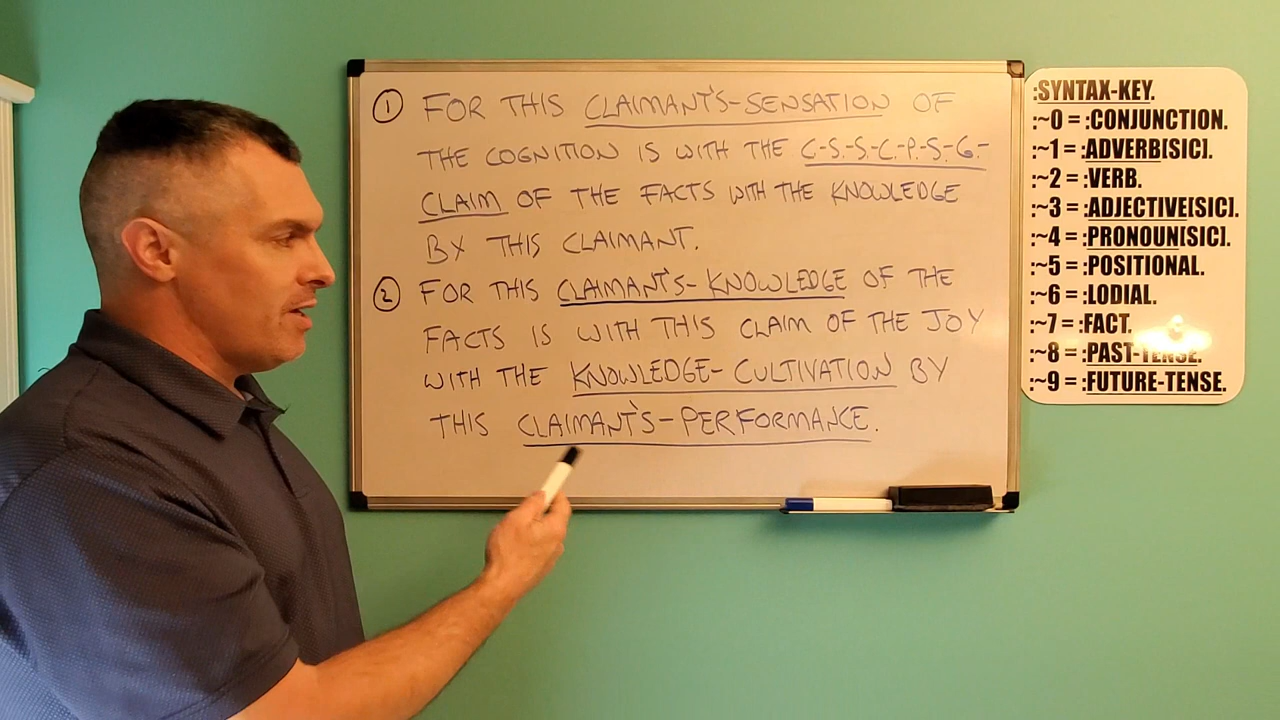 ① FOR THIS CLAIMANT'S-SENSATION OF
THE COGNITION IS WITH THE C-S.-S.-C.-P.-S.-G.-
CLAIM OF THE FACTS WITH THE KNOWLEDGE
BY THIS CLAIMANT.
② FOR THIS CLAIMANT'S-KNOWLEDGE OF THE
FACTS IS WITH THIS CLAIM OF THE JOY
WITH THE KNOWLEDGE-CULTIVATION BY
THIS CLAIMANT'S-PERFORMANCE.
:SYNTAX-KEY.
:~0 = :CONJUNCTION.
:~1 = :ADVERB[SIC].
:~2 = :VERB.
:~3 = :ADJECTIVE[SIC].
:~4 = :PRONOUN[SIC].
:~5 = :POSITIONAL.
:~6 = :LODIAL.
:~7 = :FACT.
:~8 = :PAST-TENSE.
:~9 = :FUTURE-TENSE.